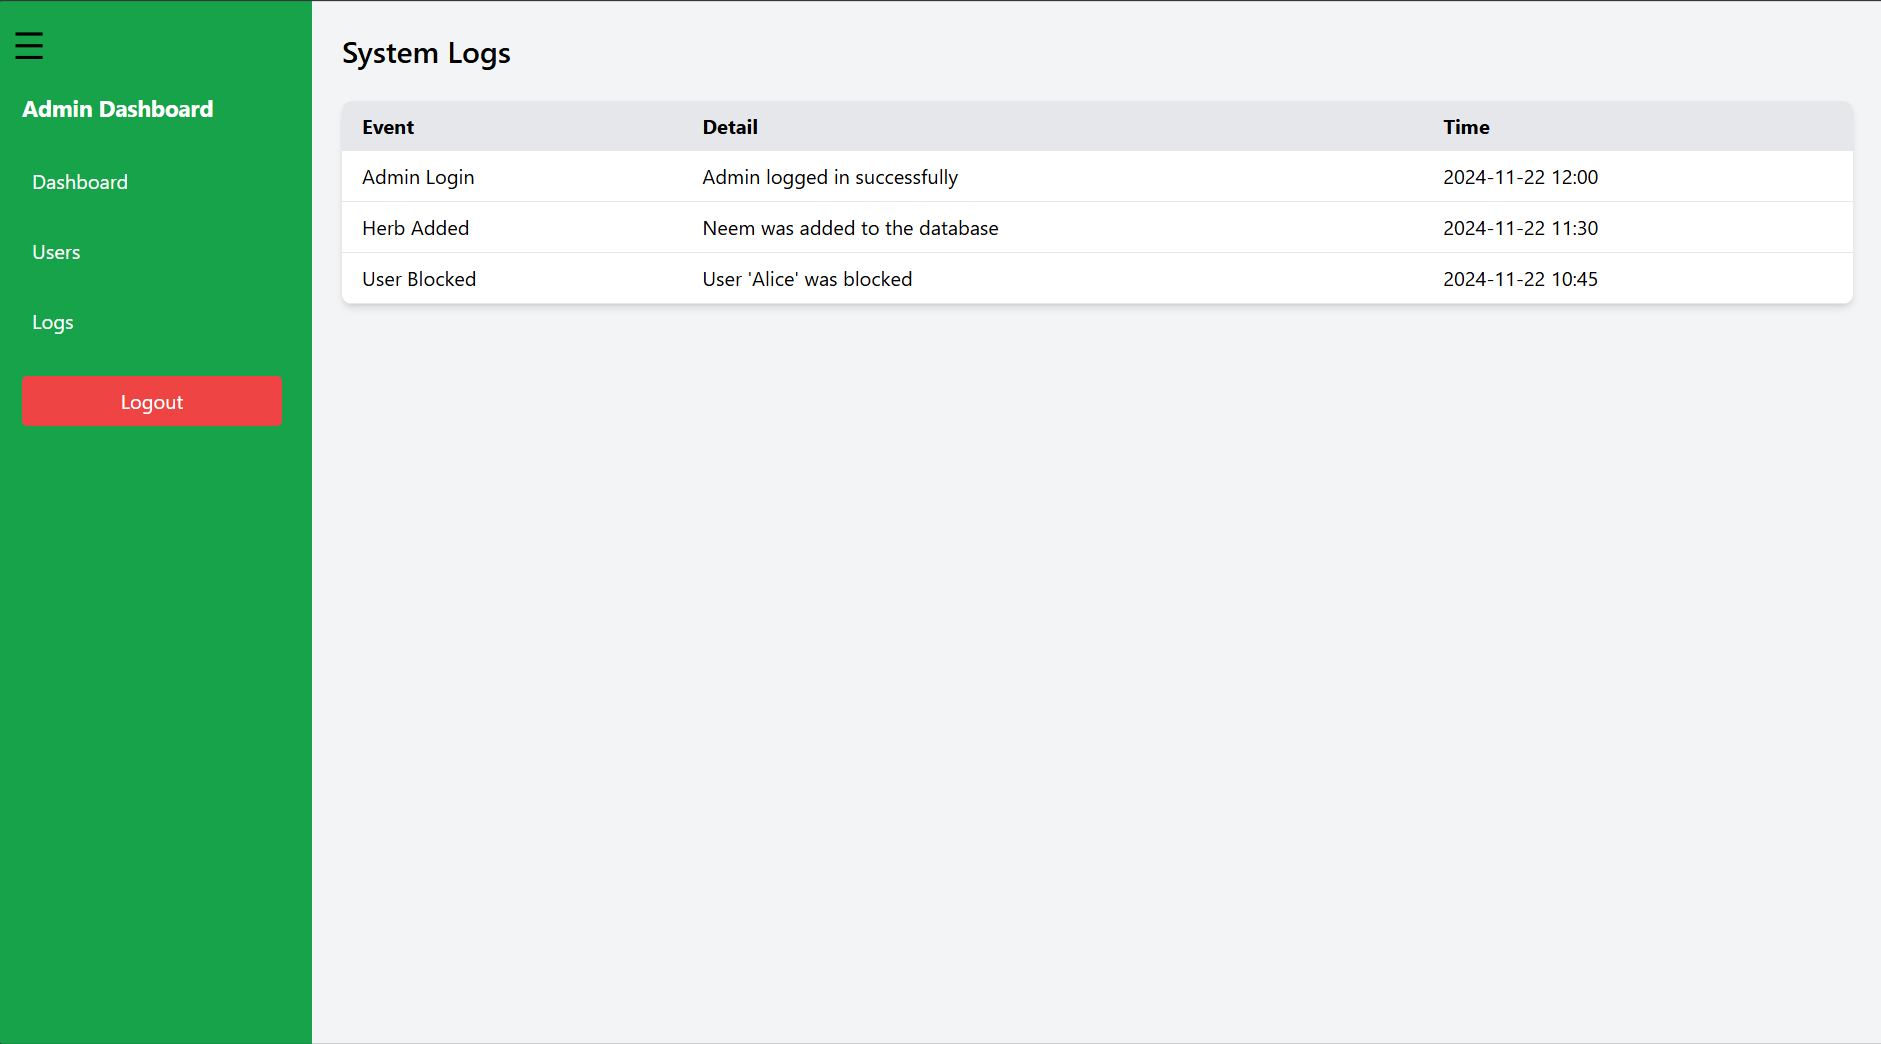 Admin Dashboard
Dashboard
Users
Logs
Logout
System Logs
Event Detail Time
Admin Login Admin logged in successfully 2024-11-22 12:00
Herb Added Neem was added to the database 2024-11-22 11:30
User Blocked User 'Alice' was blocked 2024-11-22 10:45